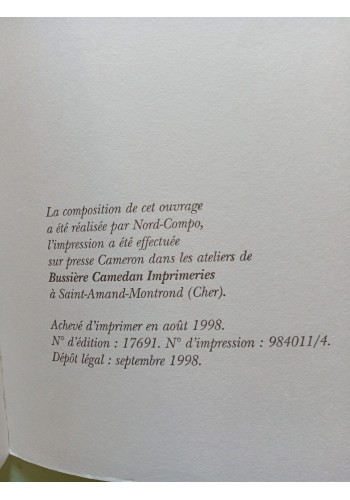 La composition de cet ouvrage
a été réalisée par Nord-Compo,
l'impression a été effectuée
sur presse Cameron dans les ateliers de
Bussière Camedan Imprimeries
à Saint-Amand-Montrond (Cher).
Achevé d'imprimer en août 1998.
N° d'édition : 17691. N° d'impression : 984011/4.
Dépôt légal : septembre 1998.